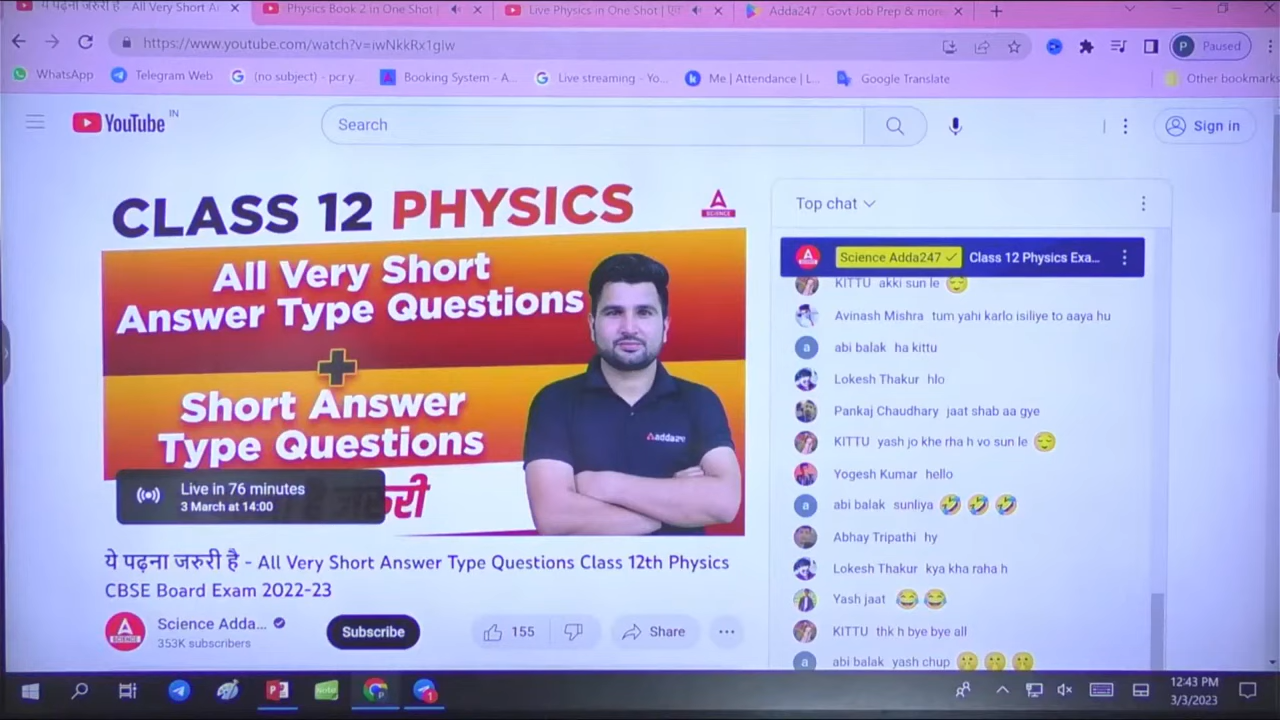 ये पढ़ना जरुरी है - All Very Short A
Physics Book 2 in One Shot
Live Physics in One Shot | एक
Adda247 : Govt Job Prep & more
https://www.youtube.com/watch?v=iwNkkRx1gIw
P Paused
WhatsApp
Telegram Web
(no subject) - pcr y...
Booking System - A...
Live streaming - Yo...
Me | Attendance | L...
Google Translate
Other bookmarks
YouTube IN
Search
Sign in
CLASS 12 PHYSICS
A SCIENCE
All Very Short
Answer Type Questions
+
Short Answer
Type Questions
Adda247
Live in 76 minutes
3 March at 14:00
ये पढ़ना जरुरी है - All Very Short Answer Type Questions Class 12th Physics
CBSE Board Exam 2022-23
Science Adda...
353K subscribers
Subscribe
155
Share
Top chat
Science Adda247 Class 12 Physics Exa...
KITTU akki sun le
Avinash Mishra tum yahi karlo isiliye to aaya hu
abi balak ha kittu
Lokesh Thakur hlo
Pankaj Chaudhary jaat shab aa gye
KITTU yash jo khe rha h vo sun le
Yogesh Kumar hello
abi balak sunliya
Abhay Tripathi hy
Lokesh Thakur kya kha raha h
Yash jaat
KITTU thk h bye bye all
abi balak yash chup
12:43 PM
3/3/2023